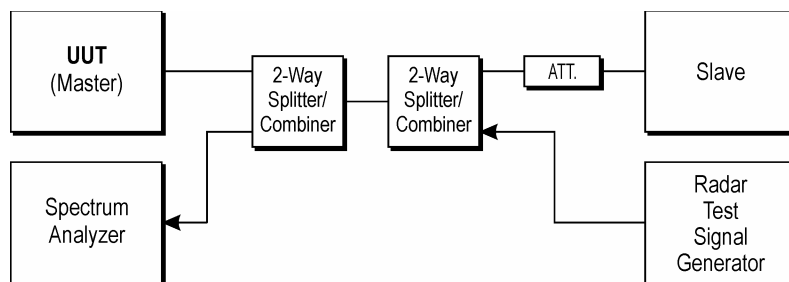 UUT
(Master)
2-Way
Splitter/
Combiner
2-Way
Splitter/
Combiner
ATT.
Slave
Spectrum
Analyzer
Radar
Test
Signal
Generator